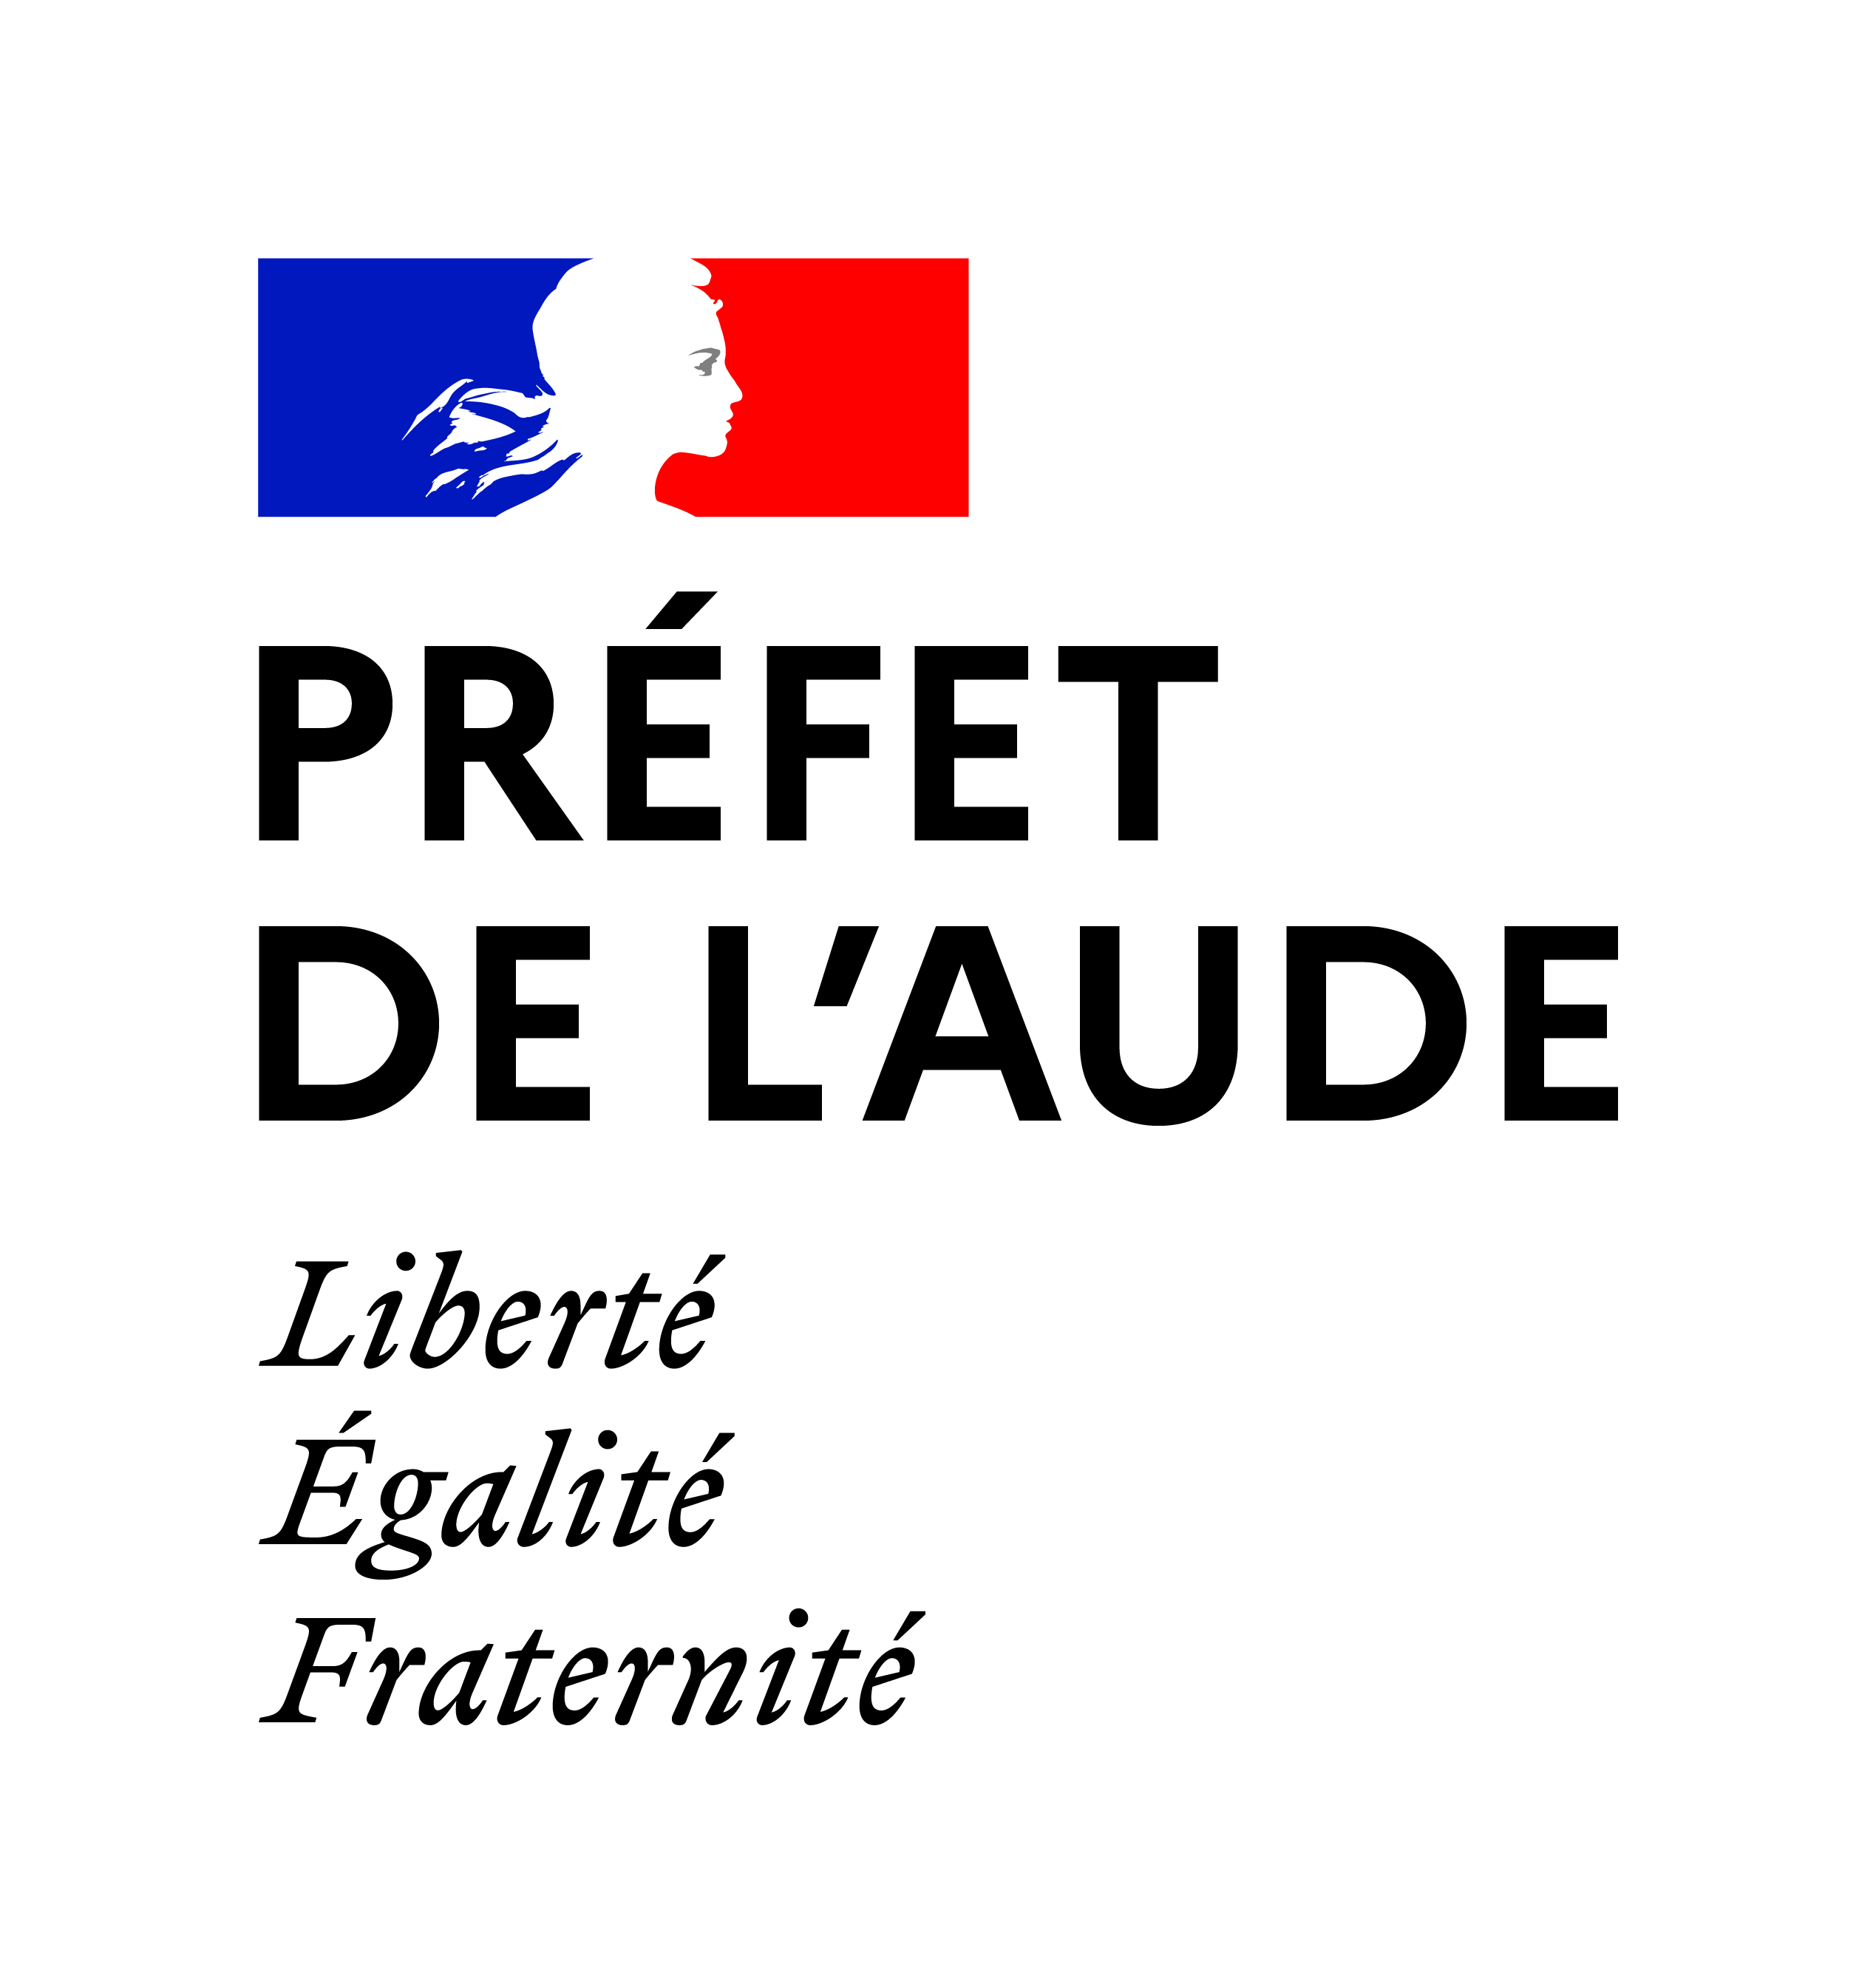 PRÉFET
DE L’AUDE
Liberté
Égalité
Fraternité